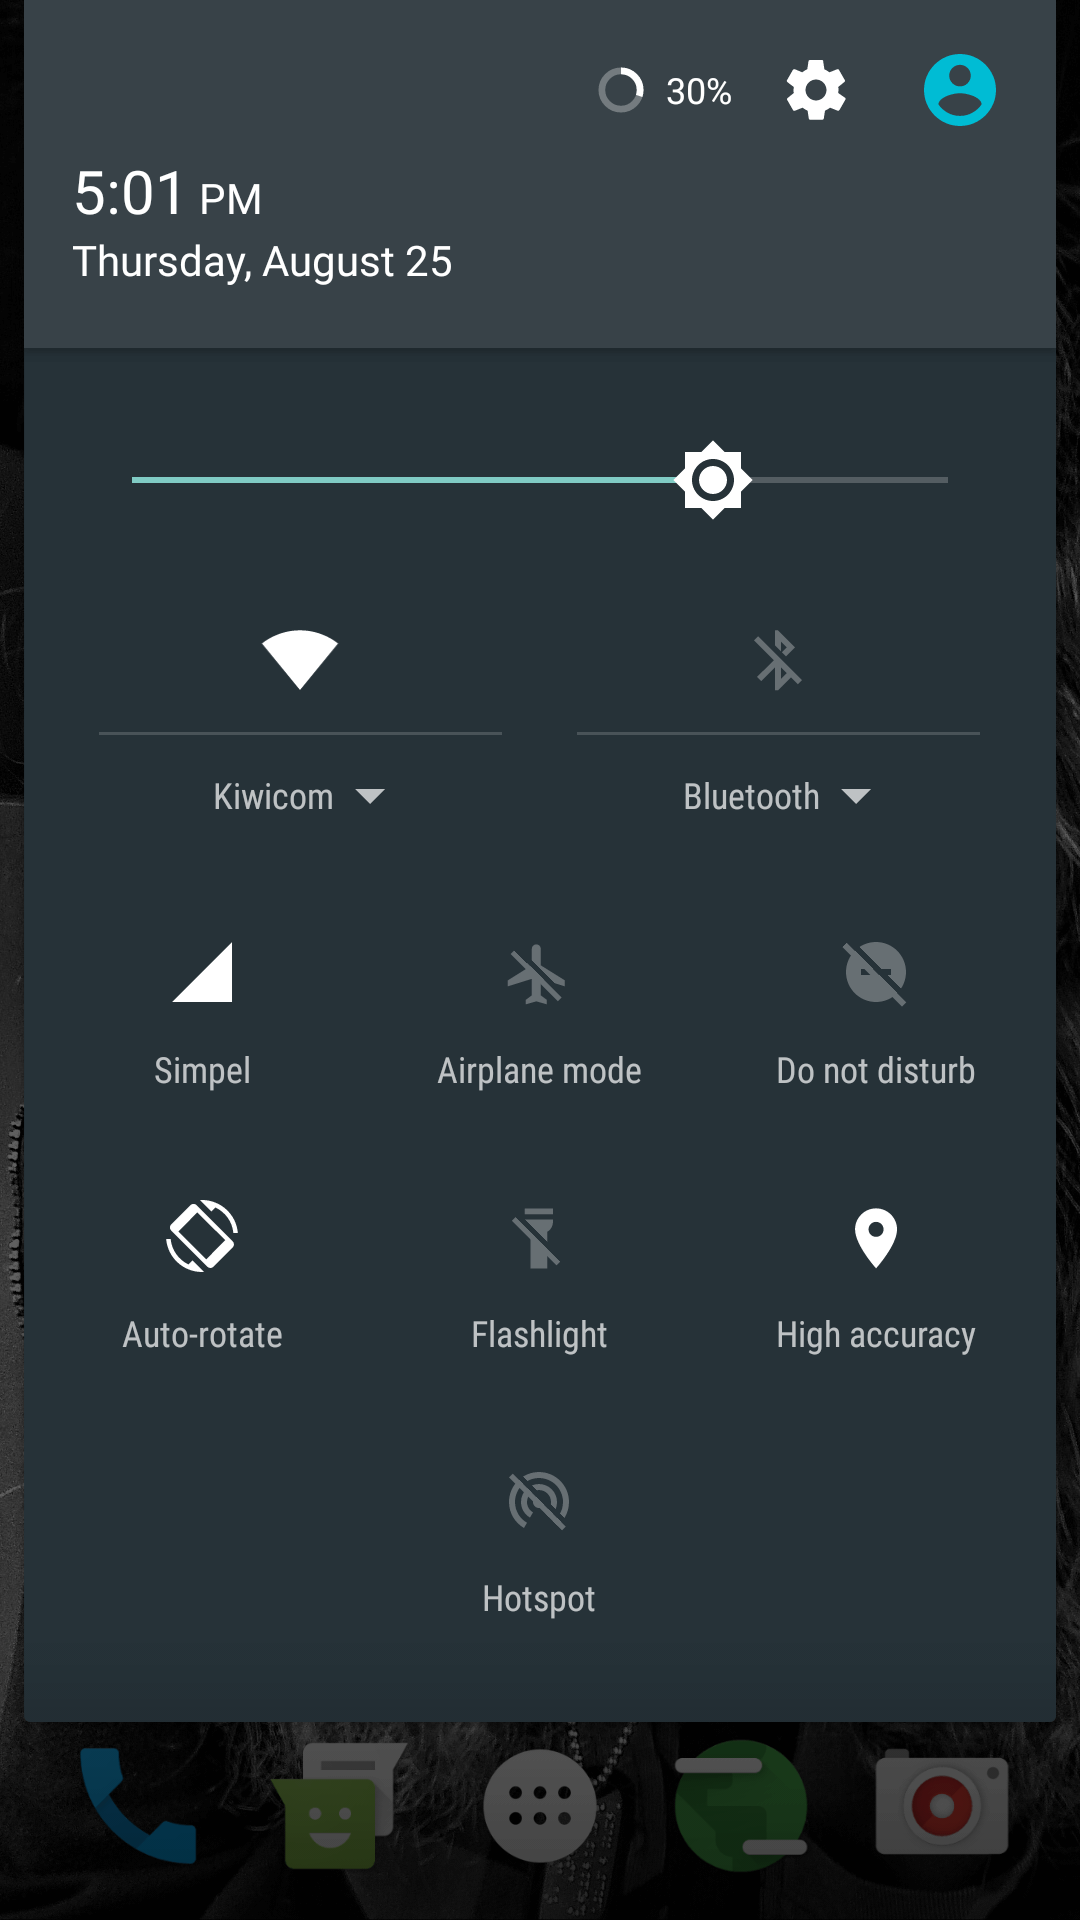 30%
5:01 PM
Thursday, August 25
Kiwicom
Bluetooth
Simpel
Airplane mode
Do not disturb
Auto-rotate
Flashlight
High accuracy
Hotspot